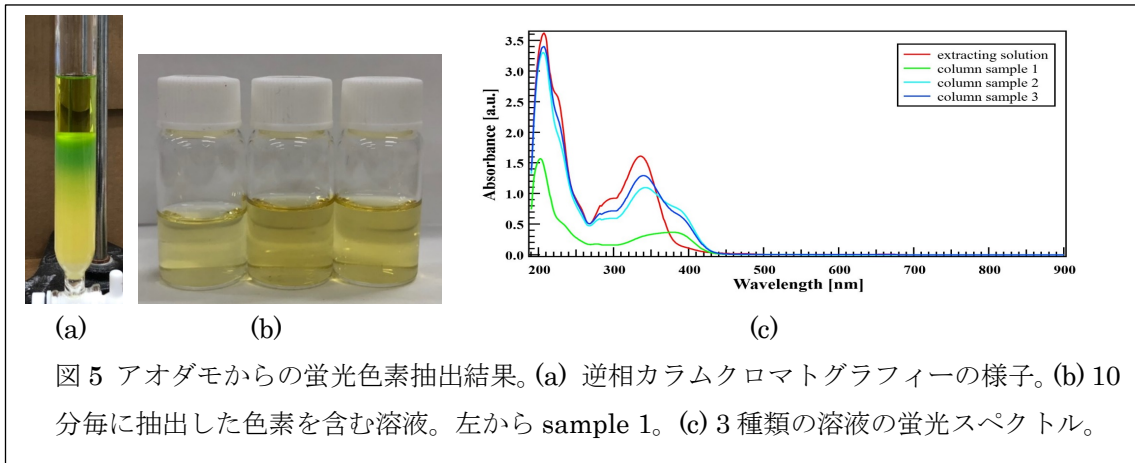 3.5
3.0
2.5
2.0
1.5
1.0
0.5
0.0
Absorbance [a.u.]
extracting solution
column sample 1
column sample 2
column sample 3
200 300 400 500 600 700 800 900
Wavelength [nm]
(a) (b) (c)
図 5 アオダモからの蛍光色素抽出結果。(a) 逆相カラムクロマトグラフィーの様子。(b) 10
分毎に抽出した色素を含む溶液。左から sample 1。(c) 3 種類の溶液の蛍光スペクトル。